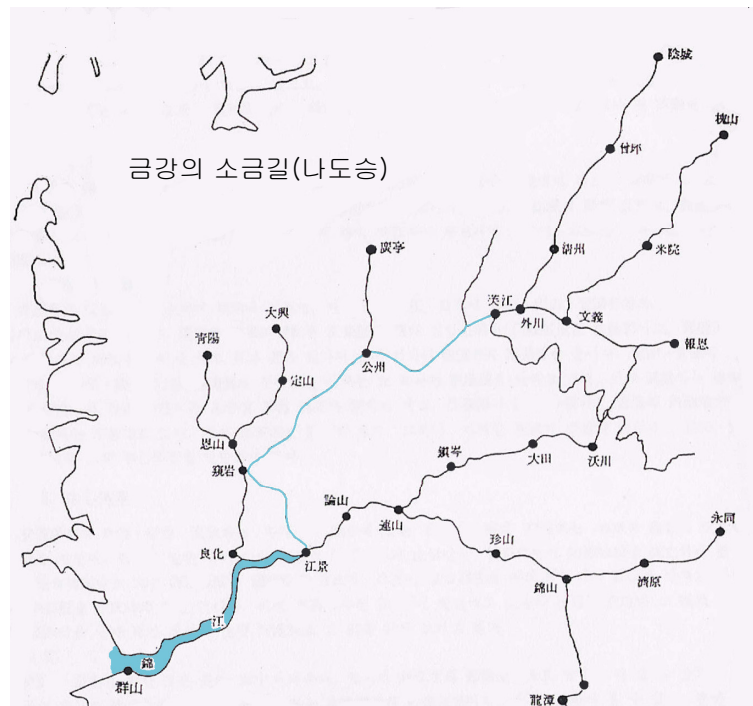 금강의 소금길(나도승)
陰城
槐山
曾坪
廣亭
淸州
米院
大興
芙江
外川
文義
靑陽
報恩
公州
定山
恩山
鎭岑
大田
沃川
窺岩
論山
連山
永同
珍山
良化
江景
錦山
濟原
江
錦
群山
龍潭